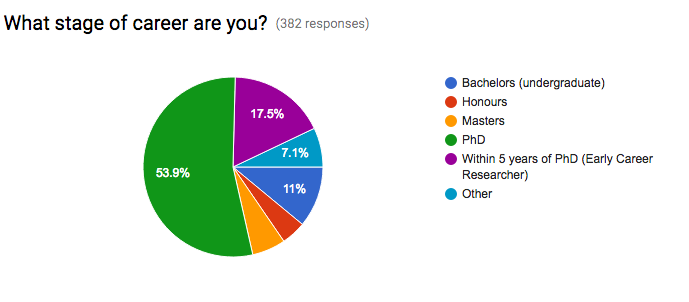 What stage of career are you? (382 responses)
17.5%
7.1%
53.9%
11%
Bachelors (undergraduate)
Honours
Masters
PhD
Within 5 years of PhD (Early Career
Researcher)
Other